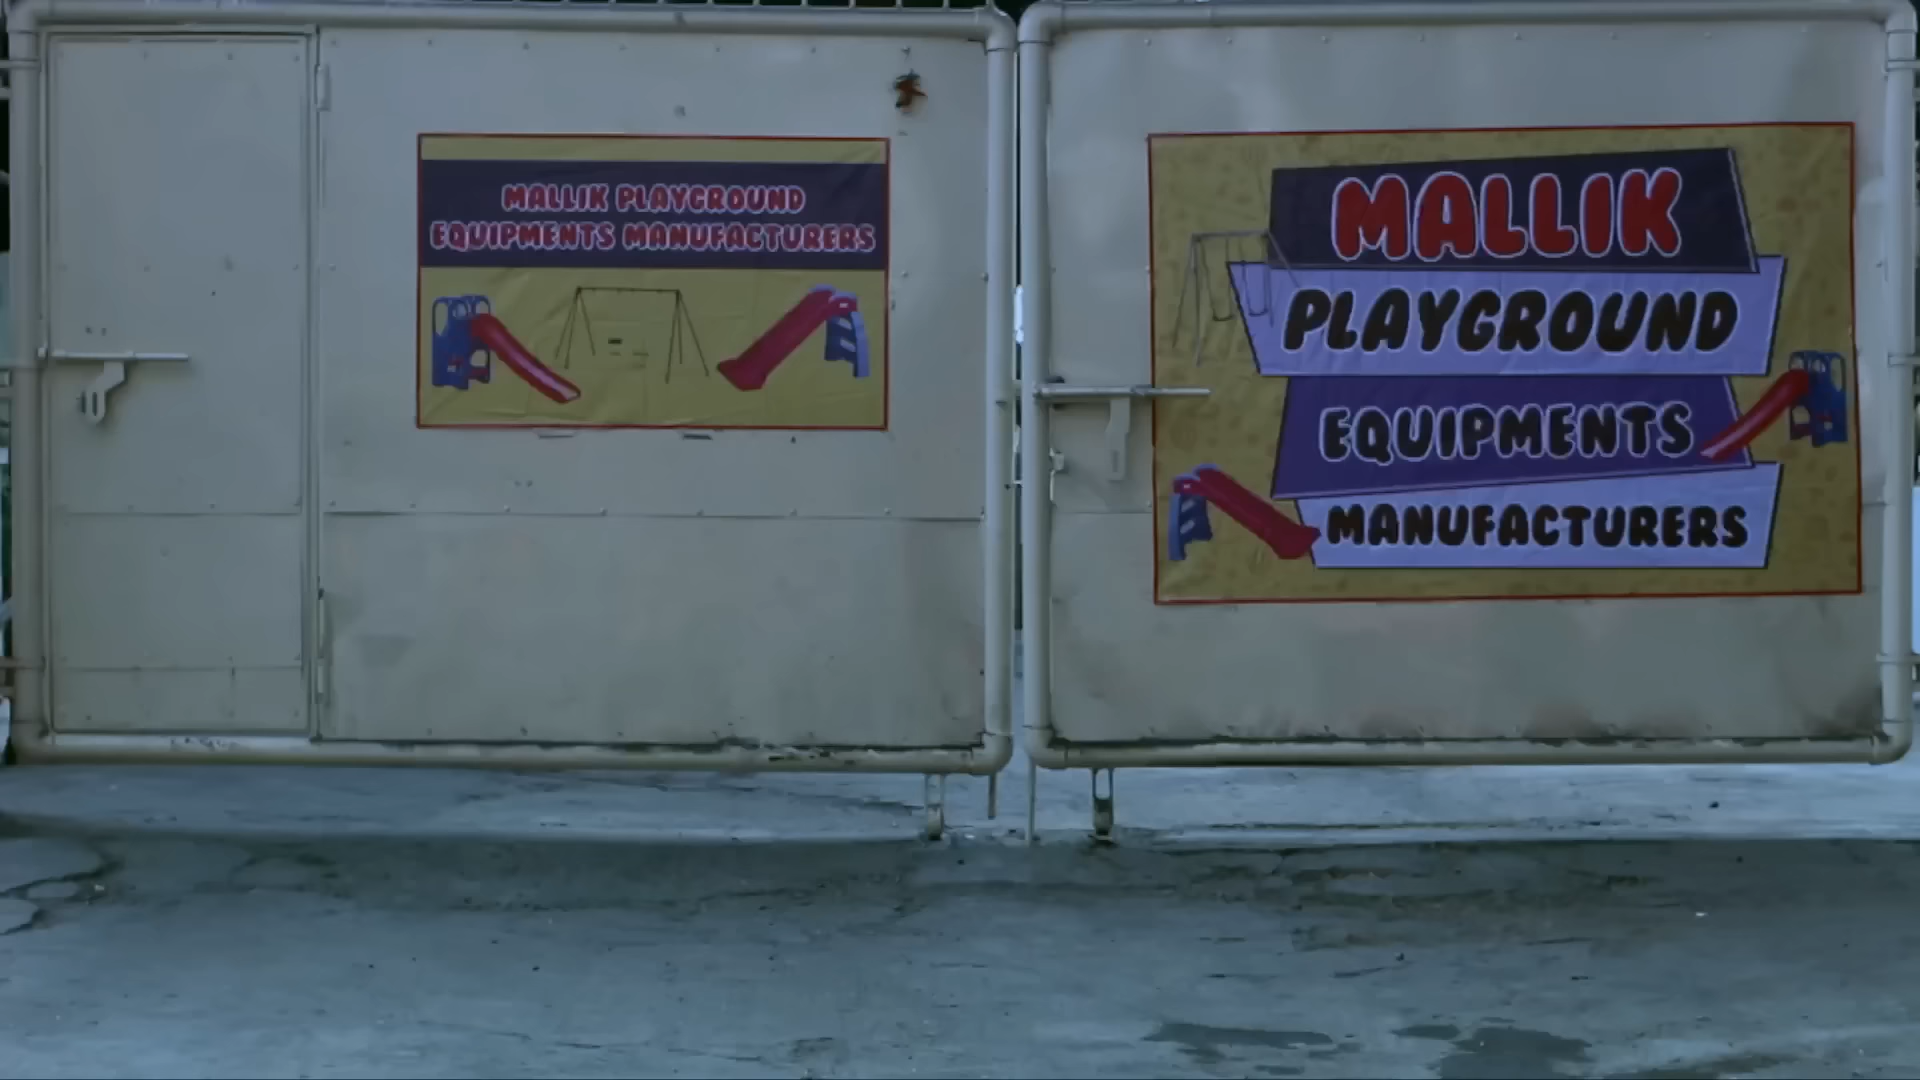 MALLIK PLAYGROUND
EQUIPMENTS MANUFACTURERS
MALLIK
PLAYGROUND
EQUIPMENTS
MANUFACTURERS